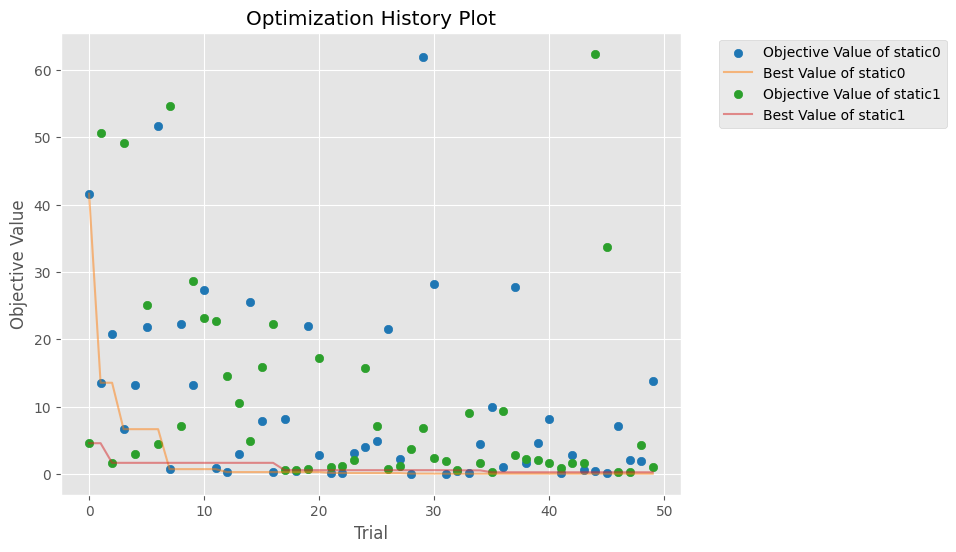 Optimization History Plot
Objective Value of static0
Best Value of static0
Objective Value of static1
Best Value of static1
Objective Value
60
50
40
30
20
10
0
0 10 20 30 40 50
Trial